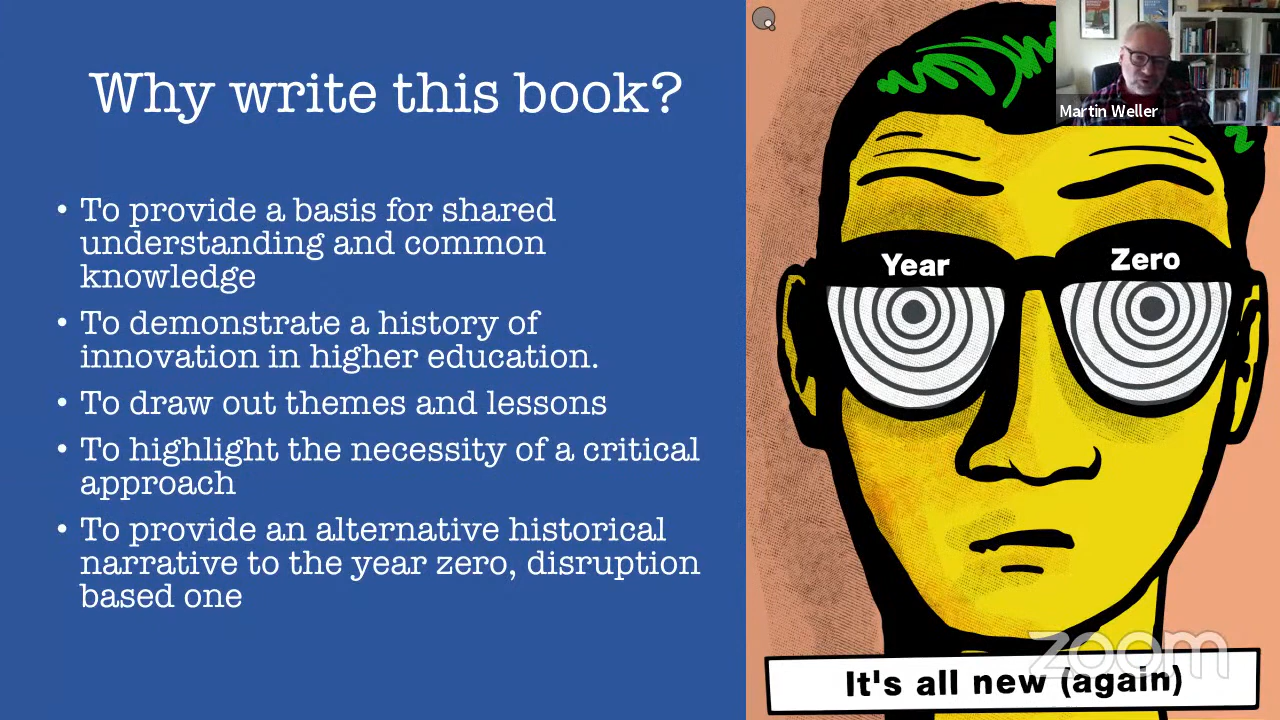 Why write this book?
• To provide a basis for shared
understanding and common
knowledge
• To demonstrate a history of
innovation in higher education.
• To draw out themes and lessons
• To highlight the necessity of a critical
approach
• To provide an alternative historical
narrative to the year zero, disruption
based one
Martin Weller
Year Zero
zoom
It's all new (again)